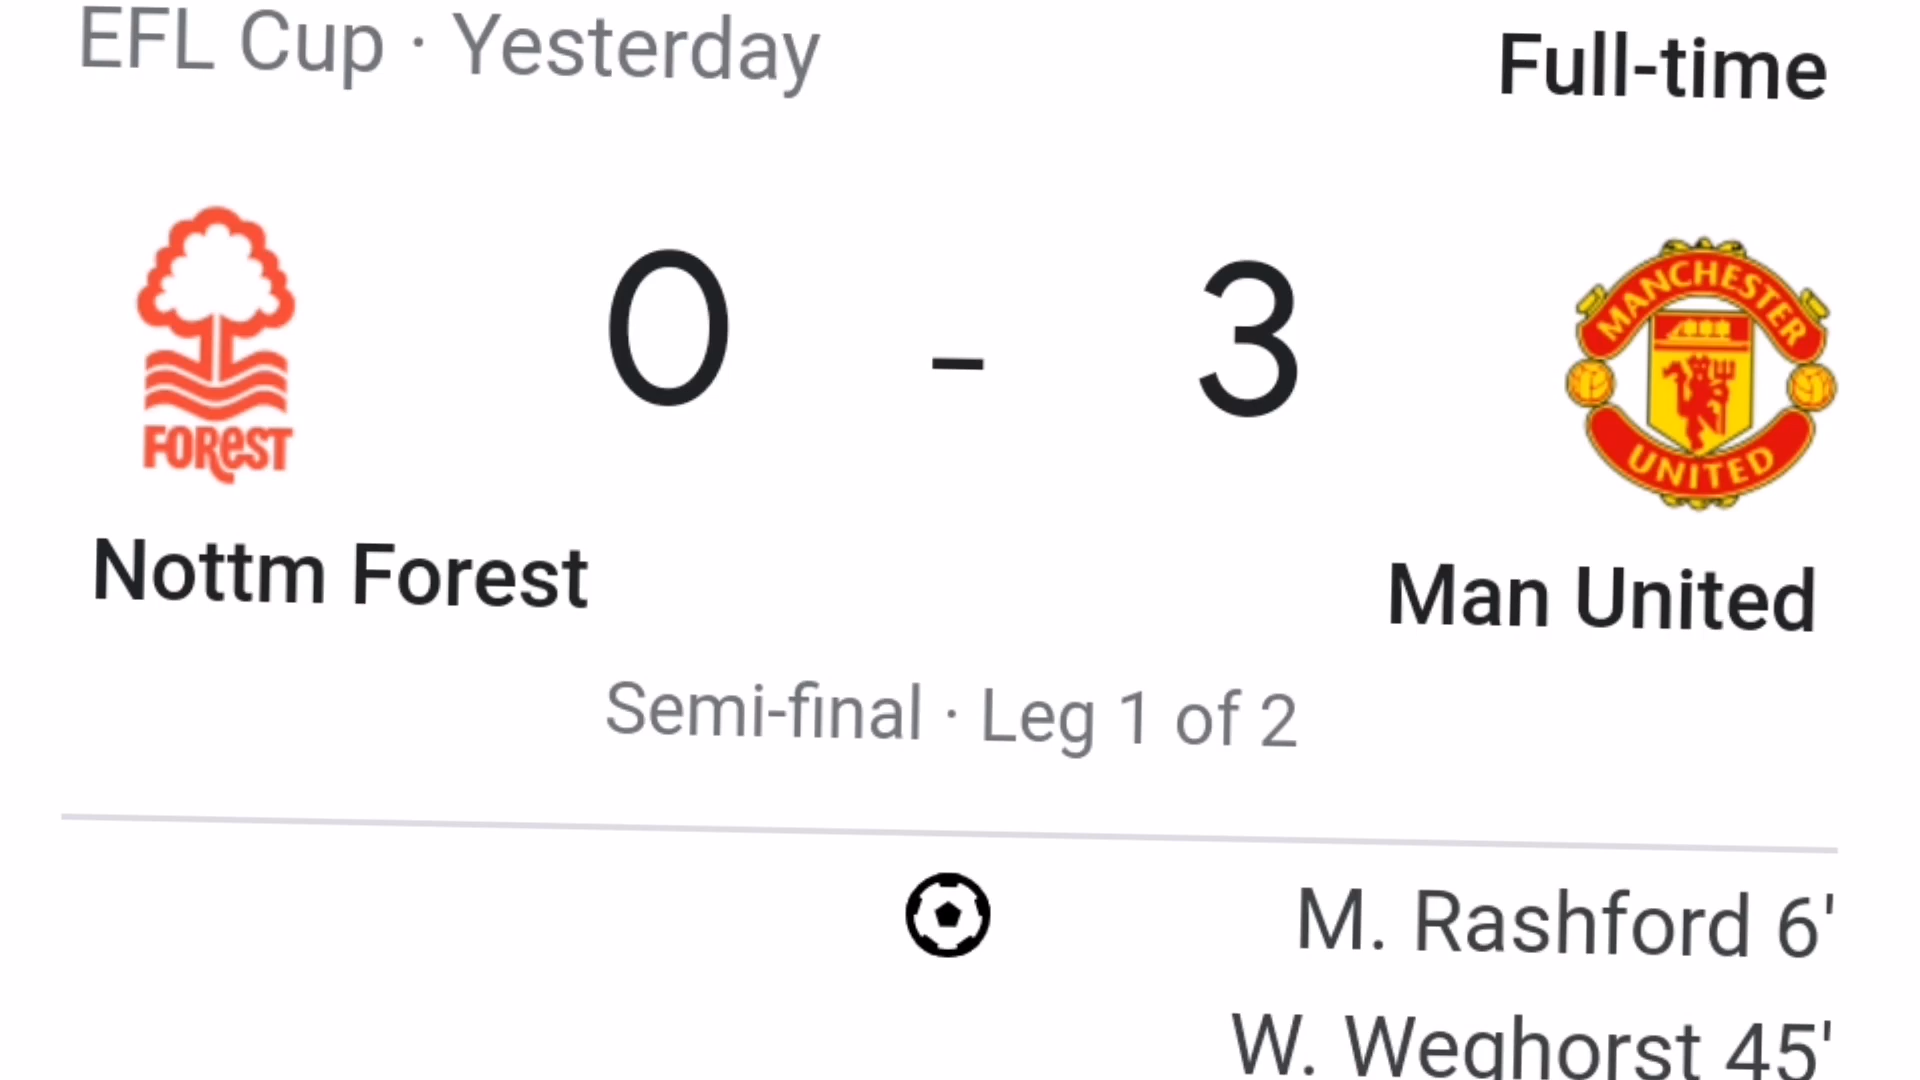 EFL Cup · Yesterday
Full-time
0 - 3
FOREST
MANCHESTER
UNITED
Nottm Forest
Man United
Semi-final · Leg 1 of 2
M. Rashford 6'
W. Weghorst 45'